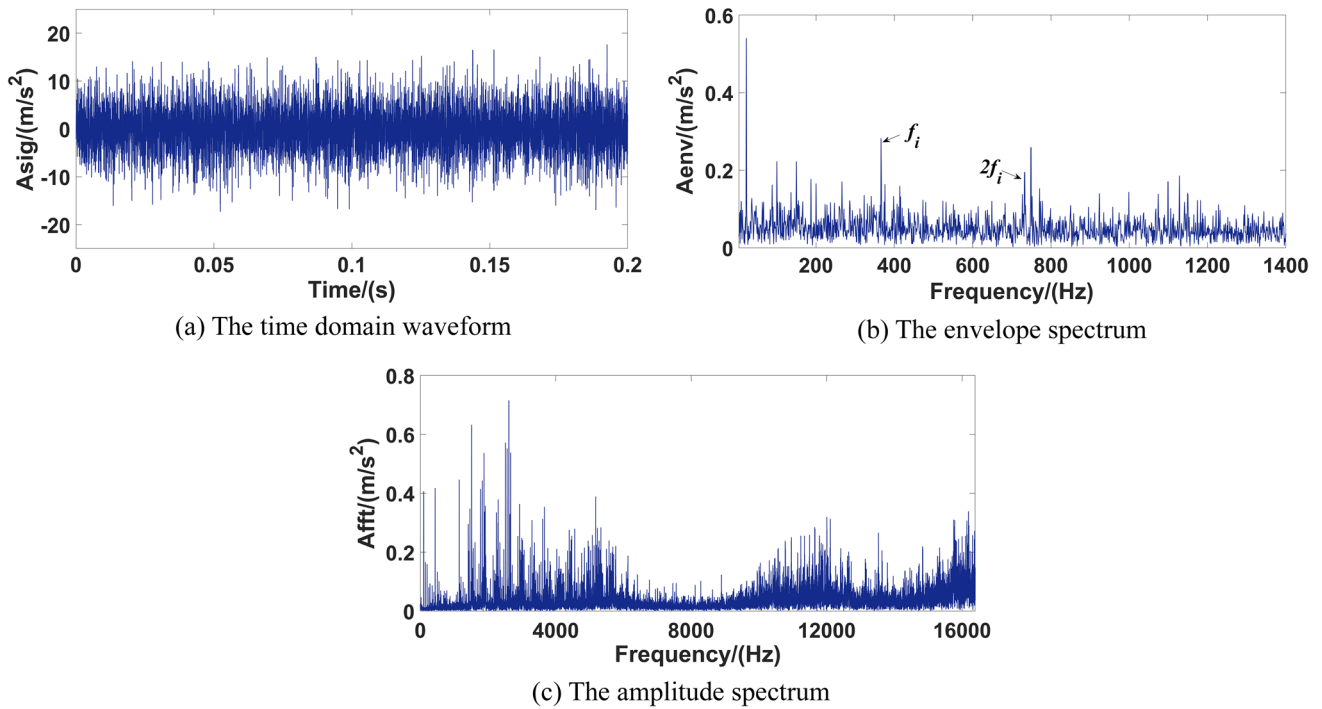 20
10
0
-10
-20
Asig/(m/s²)
0 0.05 0.1 0.15 0.2
Time/(s)
(a) The time domain waveform
0.6
0.4
0.2
0
Aenv/(m/s²)
fᵢ
2fᵢ
200 400 600 800 1000 1200 1400
Frequency/(Hz)
(b) The envelope spectrum
0.8
0.6
0.4
0.2
0
Afft/(m/s²)
0 4000 8000 12000 16000
Frequency/(Hz)
(c) The amplitude spectrum